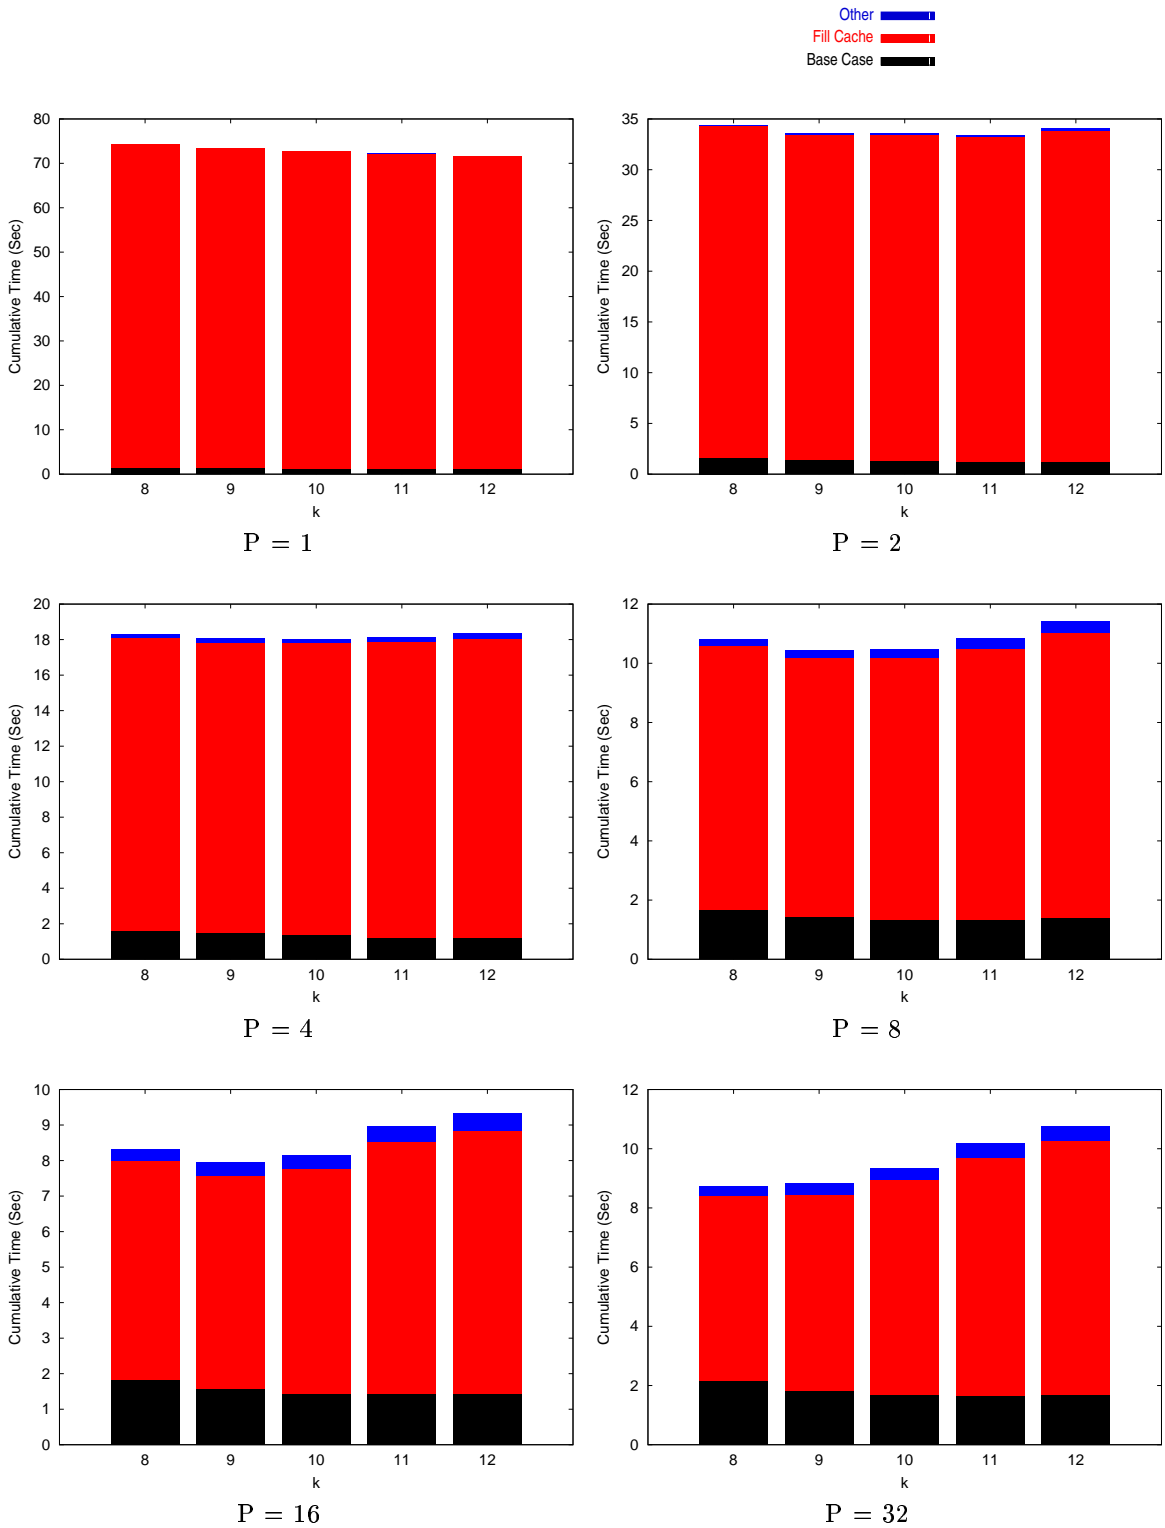 Other
Fill Cache
Base Case
80
70
60
50
40
30
20
10
0
Cumulative Time (Sec)
8 9 10 11 12
k
P = 1
35
30
25
20
15
10
5
0
Cumulative Time (Sec)
8 9 10 11 12
k
P = 2
20
18
16
14
12
10
8
6
4
2
0
Cumulative Time (Sec)
8 9 10 11 12
k
P = 4
12
10
8
6
4
2
0
Cumulative Time (Sec)
8 9 10 11 12
k
P = 8
10
9
8
7
6
5
4
3
2
1
0
Cumulative Time (Sec)
8 9 10 11 12
k
P = 16
12
10
8
6
4
2
0
Cumulative Time (Sec)
8 9 10 11 12
k
P = 32